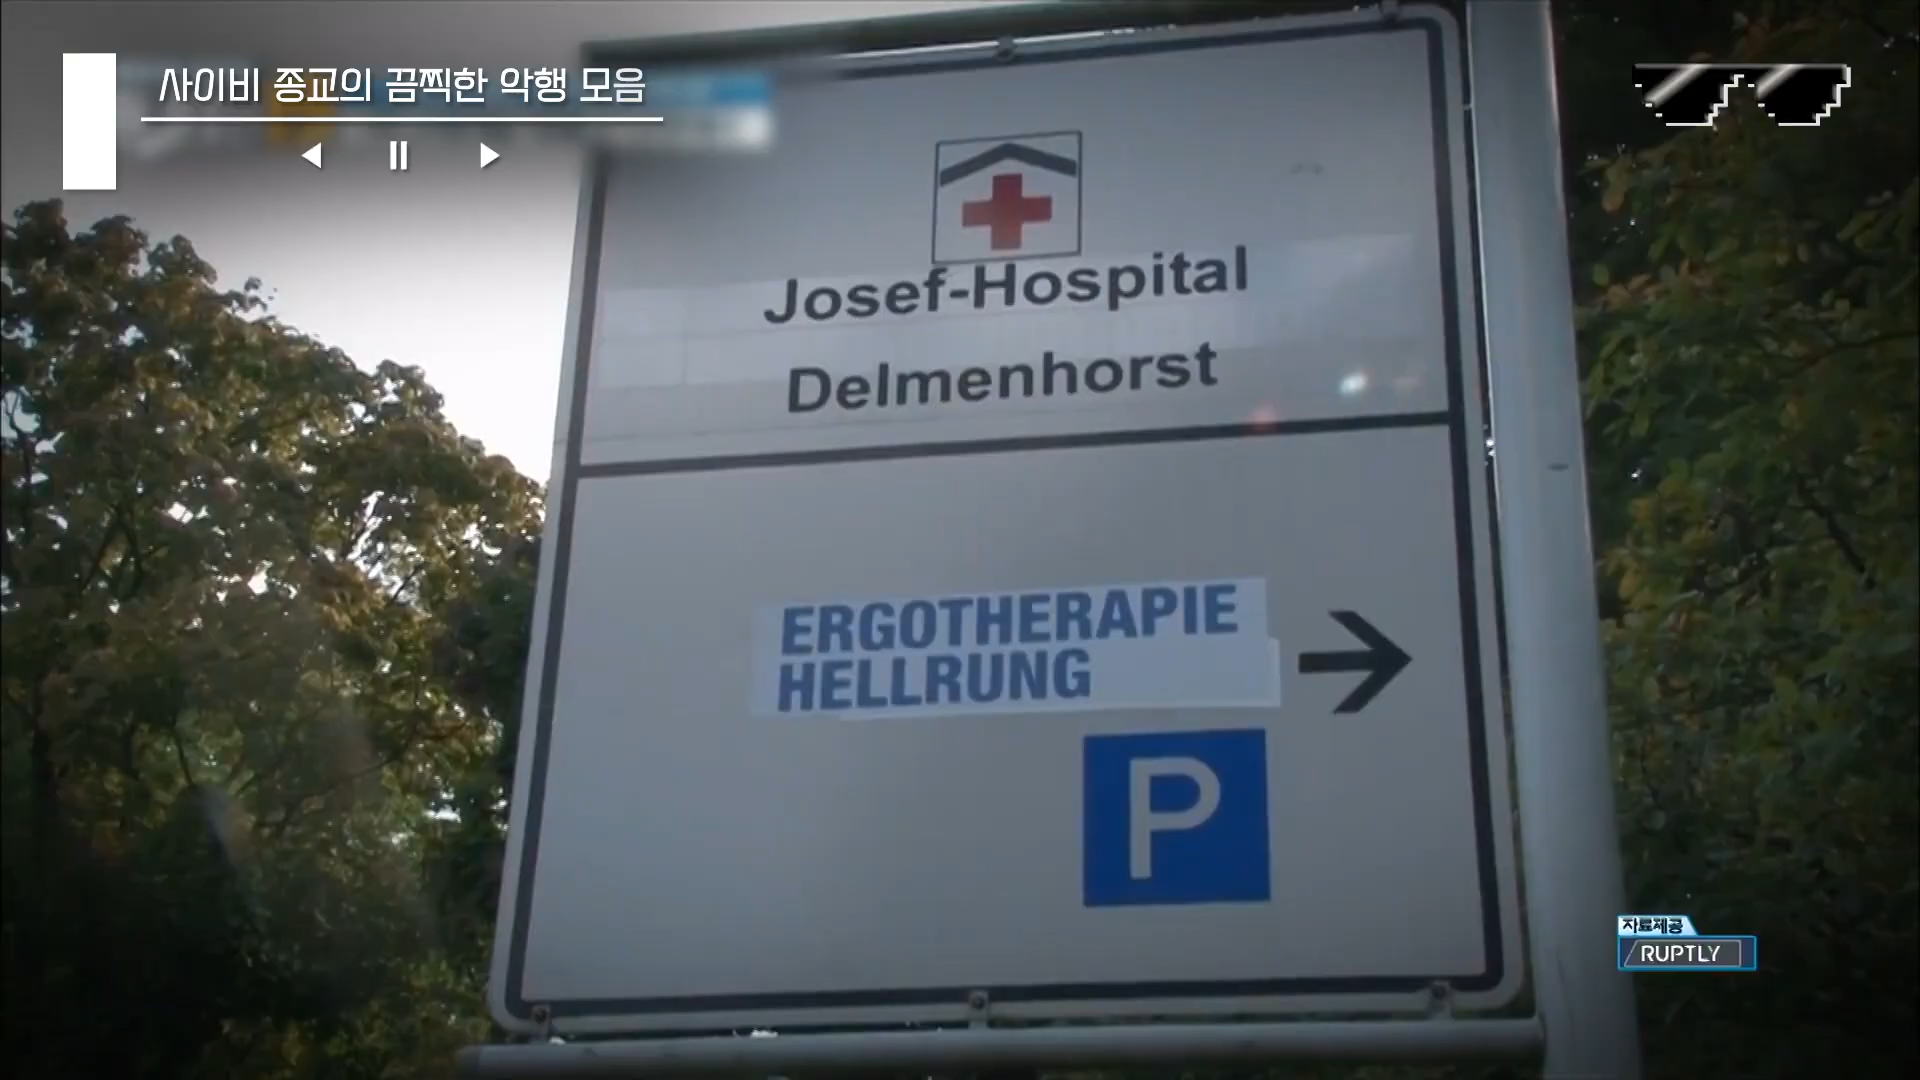 사이비 종교의 끔찍한 악행 모음
Josef-Hospital
Delmenhorst
ERGOTHERAPIE
HELLRUNG
P
자료제공
RUPTLY